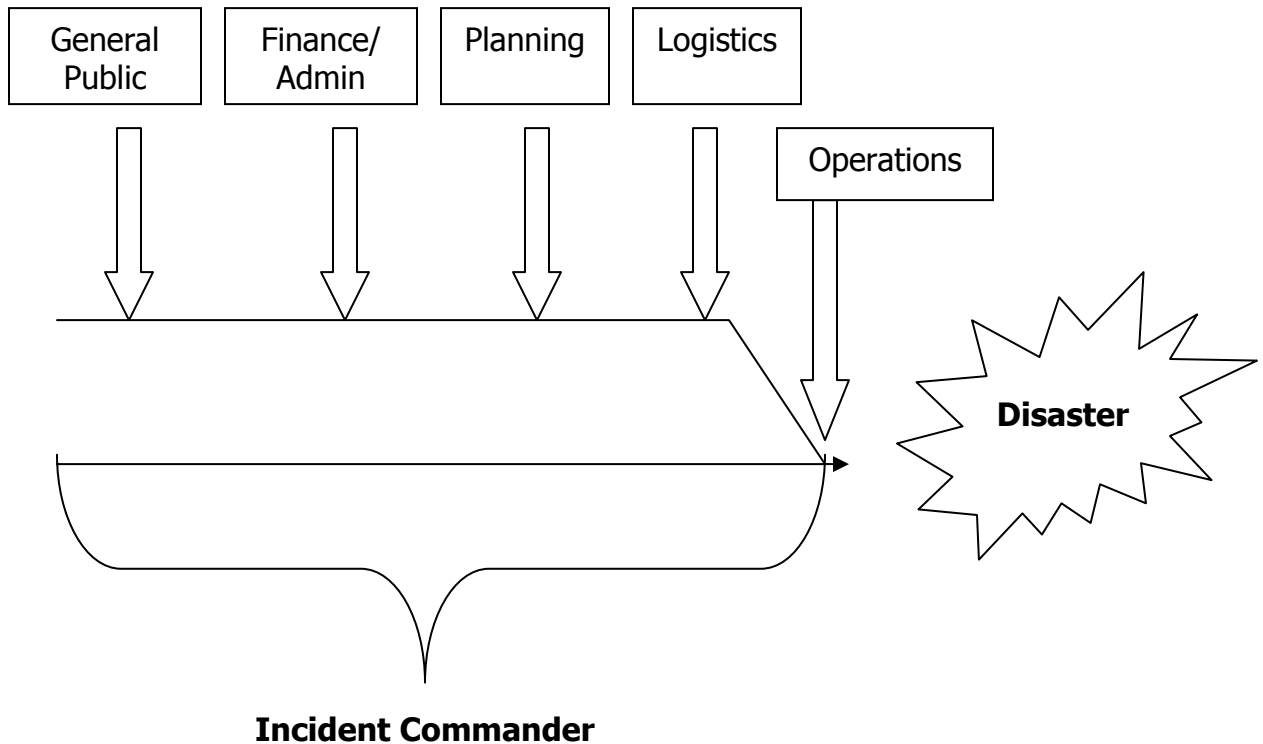 General
Public
Finance/
Admin
Planning
Logistics
Operations
Disaster
Incident Commander